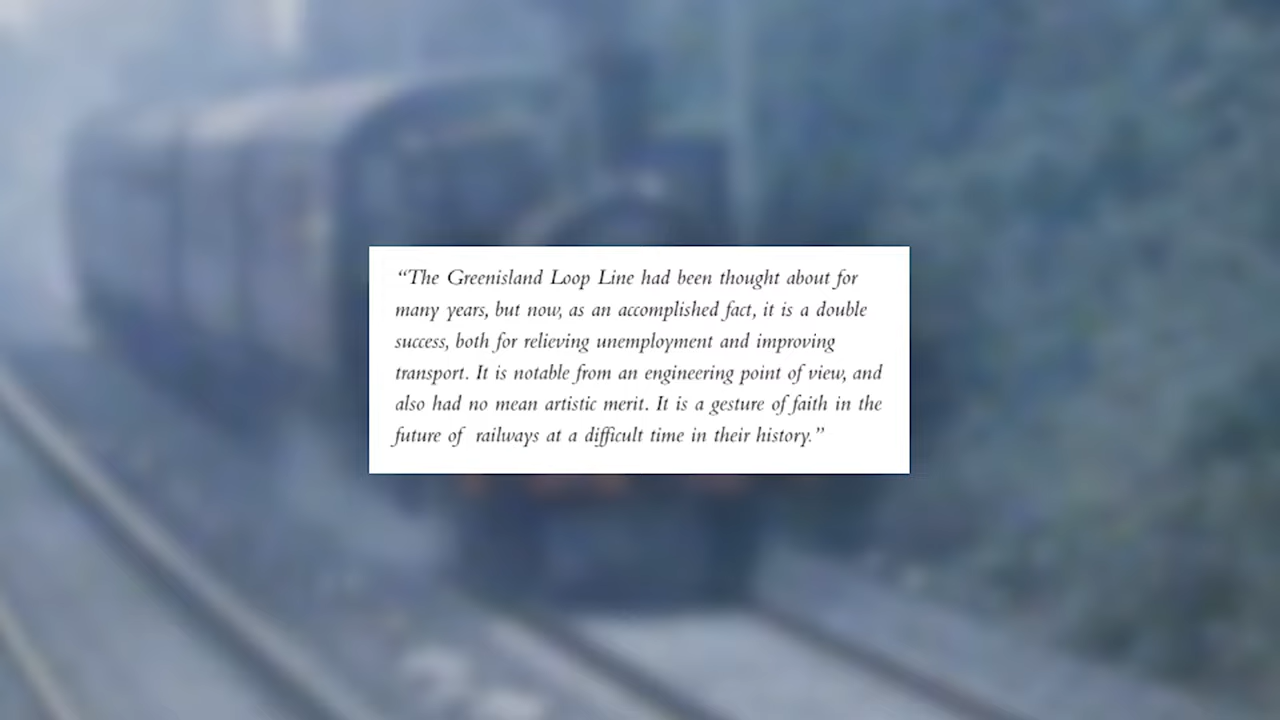 “The Greenisland Loop Line had been thought about for
many years, but now, as an accomplished fact, it is a double
success, both for relieving unemployment and improving
transport. It is notable from an engineering point of view, and
also had no mean artistic merit. It is a gesture of faith in the
future of railways at a difficult time in their history.”